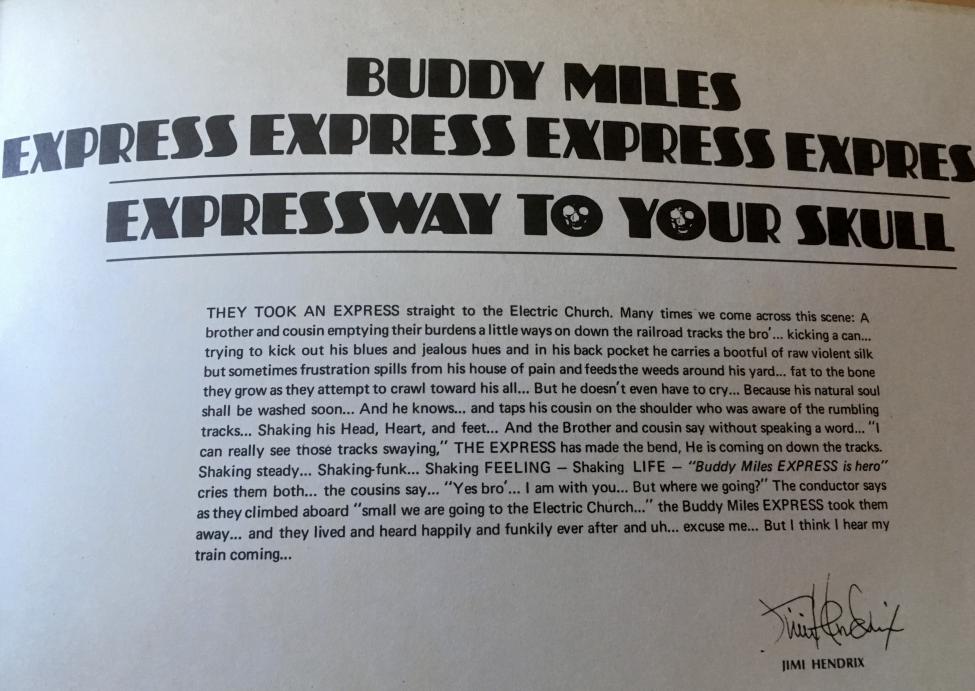 BUDDY MILES
EXPRESS EXPRESS EXPRESS EXPRES
EXPRESSWAY TO YOUR SKULL
THEY TOOK AN EXPRESS straight to the Electric Church. Many times we come across this scene: A
brother and cousin emptying their burdens a little ways on down the railroad tracks the bro'... kicking a can...
trying to kick out his blues and jealous hues and in his back pocket he carries a bootful of raw violent silk
but sometimes frustration spills from his house of pain and feeds the weeds around his yard... fat to the bone
they grow as they attempt to crawl toward his all... But he doesn't even have to cry... Because his natural soul
shall be washed soon... And he knows... and taps his cousin on the shoulder who was aware of the rumbling
tracks... Shaking his Head, Heart, and feet... And the Brother and cousin say without speaking a word... "I
can really see those tracks swaying," THE EXPRESS has made the bend, He is coming on down the tracks.
Shaking steady... Shaking-funk... Shaking FEELING – Shaking LIFE – "Buddy Miles EXPRESS is hero"
cries them both... the cousins say... "Yes bro'... I am with you... But where we going?" The conductor says
as they climbed aboard "small we are going to the Electric Church..." the Buddy Miles EXPRESS took them
away... and they lived and heard happily and funkily ever after and uh... excuse me... But I think I hear my
train coming...
Jimi Hendrix
JIMI HENDRIX